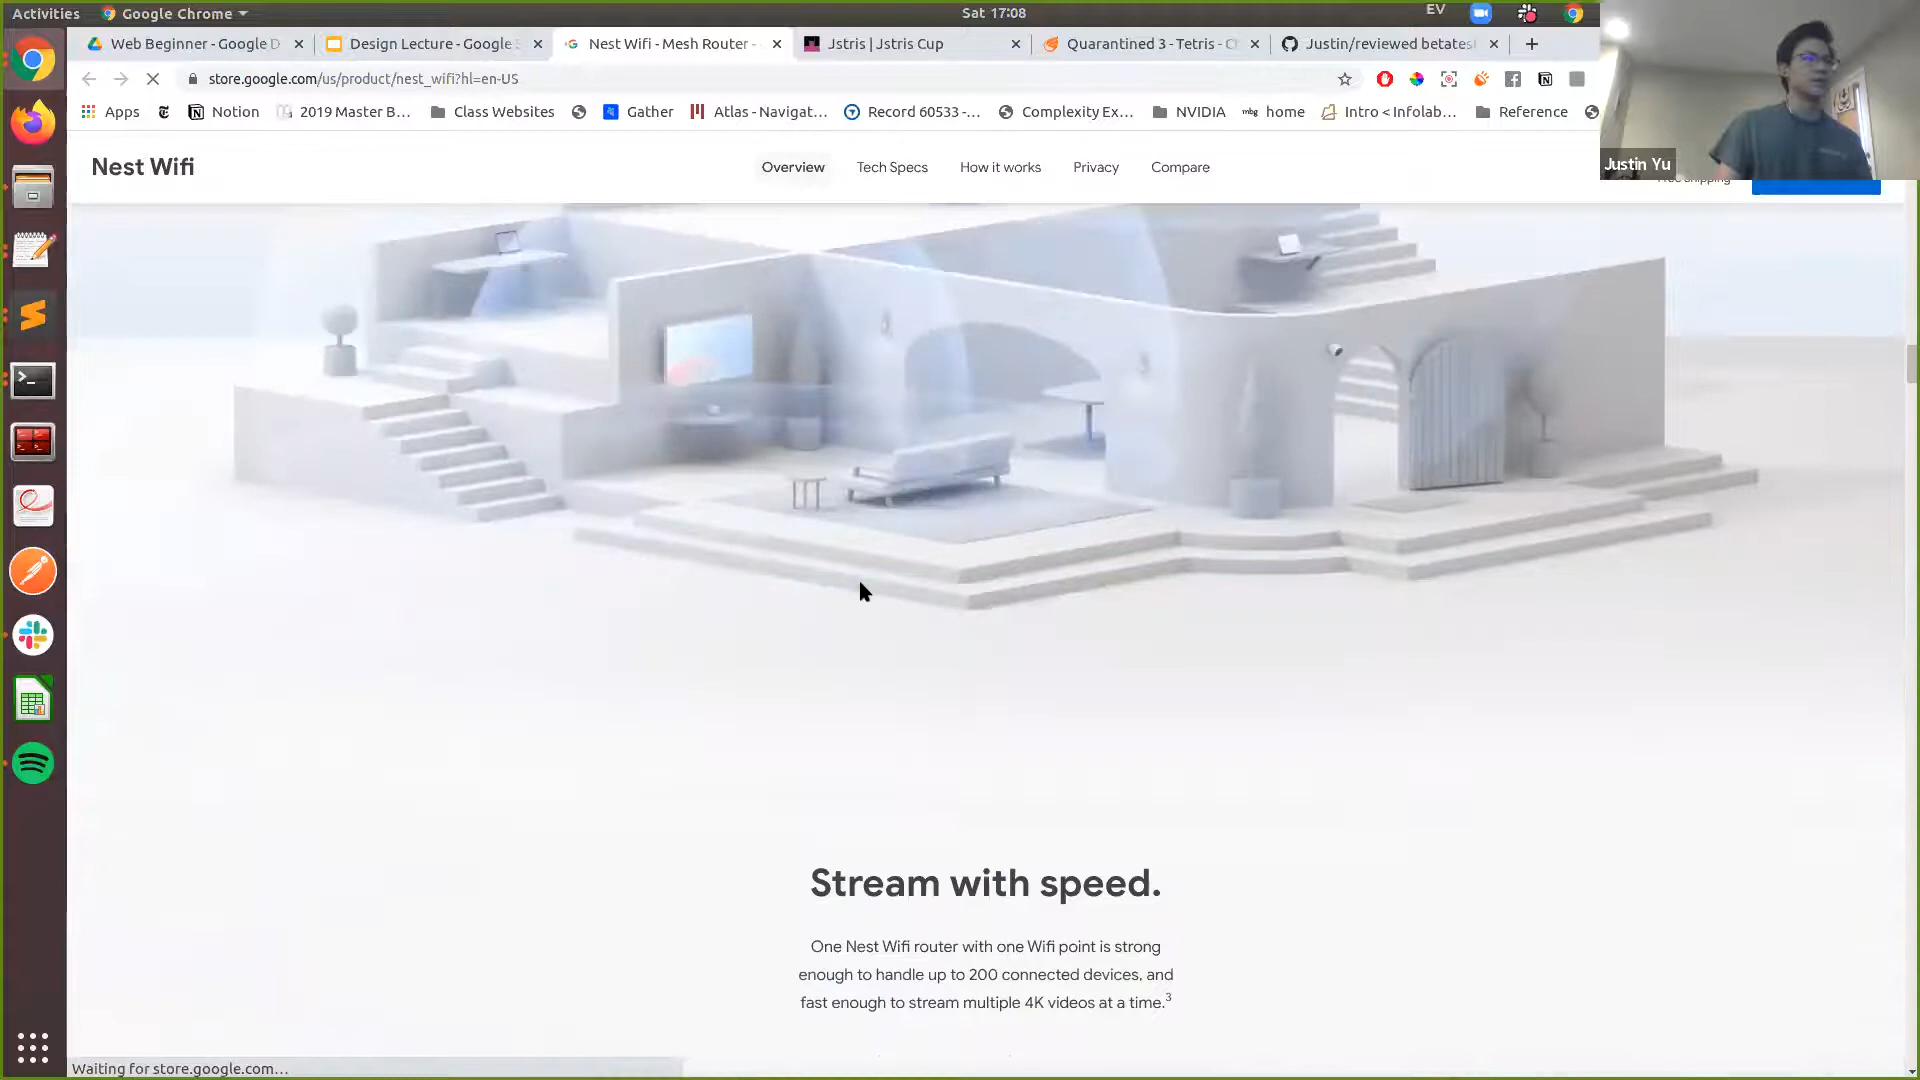 Activities
Google Chrome
Sat 17:08
EV
Web Beginner - Google D
Design Lecture - Google S
Nest Wifi - Mesh Router -
Jstris | Jstris Cup
Quarantined 3 - Tetris - C
Justin/reviewed betatest
store.google.com/us/product/nest_wifi?hl=en-US
Apps
Notion
2019 Master B...
Class Websites
Gather
Atlas - Navigat...
Record 60533 -...
Complexity Ex...
NVIDIA
mbg home
Intro < Infolab...
Reference
Justin Yu
Nest Wifi
Overview
Tech Specs
How it works
Privacy
Compare
Free shipping
Stream with speed.
One Nest Wifi router with one Wifi point is strong
enough to handle up to 200 connected devices, and
fast enough to stream multiple 4K videos at a time.3
Waiting for store.google.com...